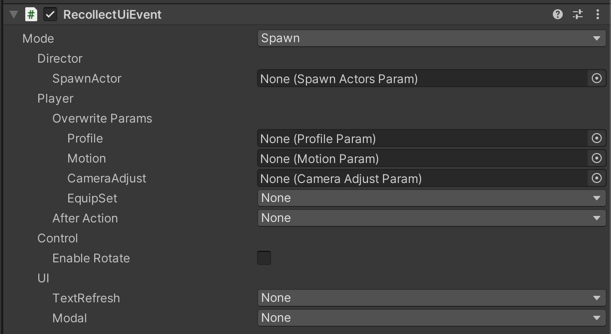 RecollectUiEvent
Mode Spawn
Director
SpawnActor None (Spawn Actors Param)
Player
Overwrite Params
Profile None (Profile Param)
Motion None (Motion Param)
CameraAdjust None (Camera Adjust Param)
EquipSet None
After Action None
Control
Enable Rotate
UI
TextRefresh None
Modal None